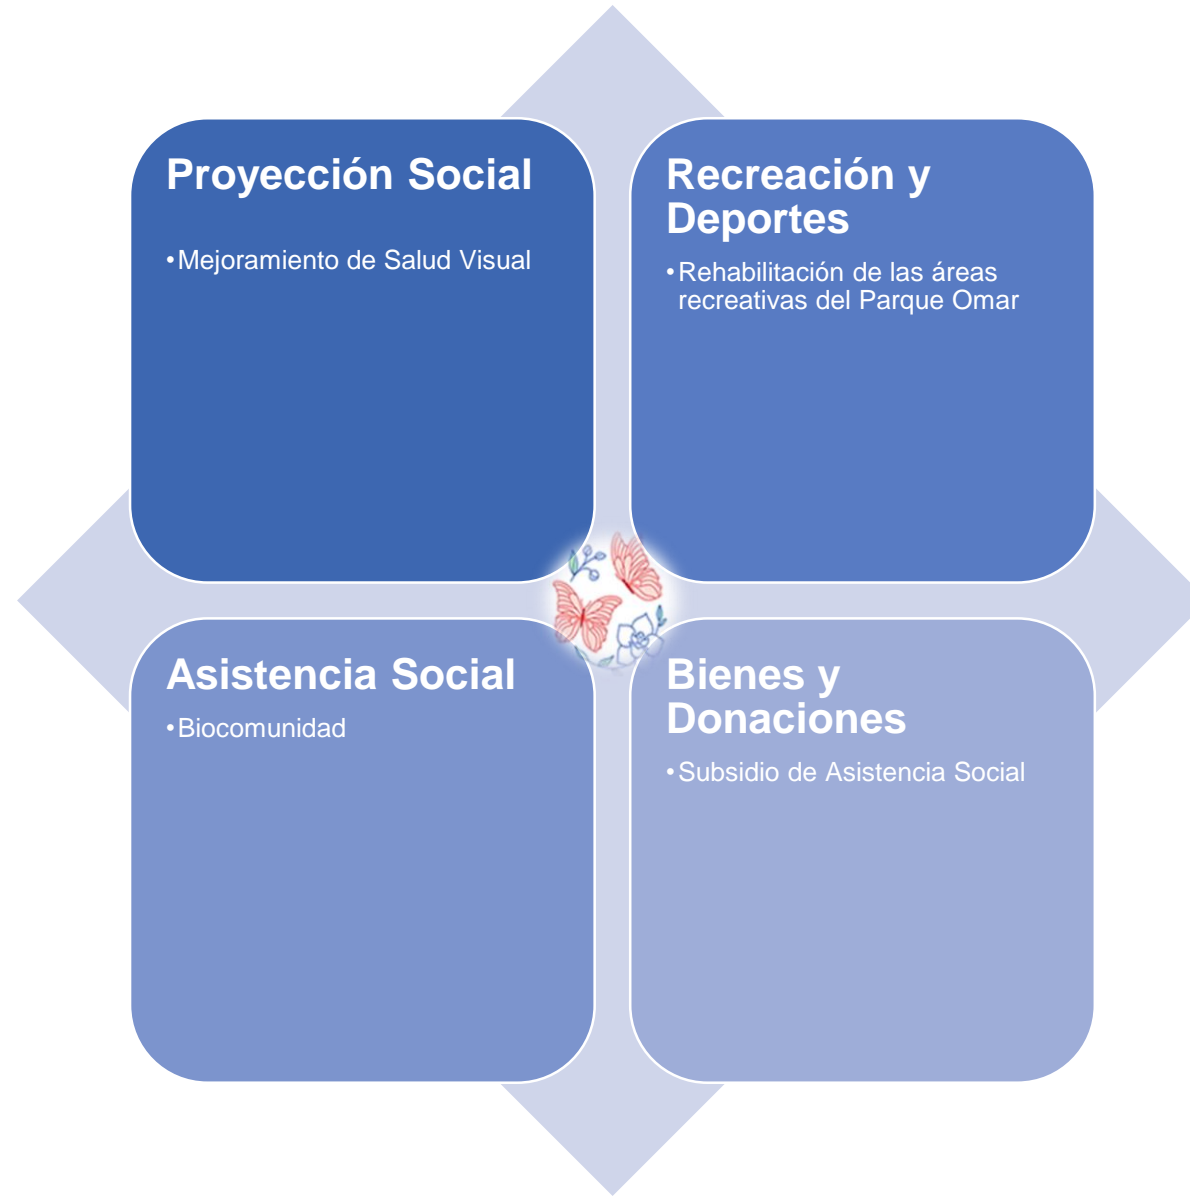 Proyección Social
•Mejoramiento de Salud Visual
Recreación y
Deportes
•Rehabilitación de las áreas
recreativas del Parque Omar
Asistencia Social
•Biocomunidad
Bienes y
Donaciones
•Subsidio de Asistencia Social